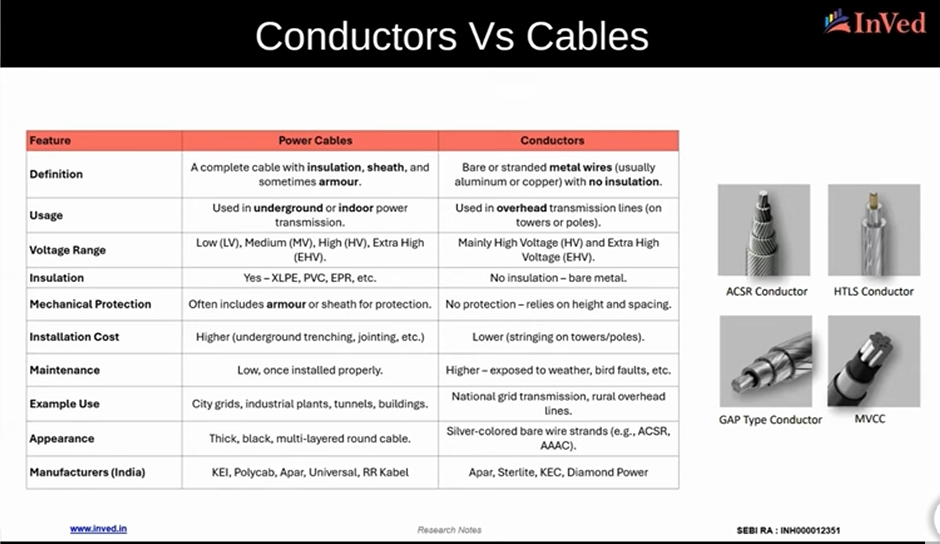 Conductors Vs Cables
InVed
Feature
Power Cables
Conductors
Definition
A complete cable with insulation, sheath, and
sometimes armour.
Bare or stranded metal wires (usually
aluminum or copper) with no insulation.
Usage
Used in underground or indoor power
transmission.
Used in overhead transmission lines (on
towers or poles).
Voltage Range
Low (LV), Medium (MV), High (HV), Extra High
(EHV).
Mainly High Voltage (HV) and Extra High
Voltage (EHV).
Insulation
Yes – XLPE, PVC, EPR, etc.
No insulation – bare metal.
Mechanical Protection
Often includes armour or sheath for protection.
No protection – relies on height and spacing.
Installation Cost
Higher (underground trenching, jointing, etc.)
Lower (stringing on towers/poles).
Maintenance
Low, once installed properly.
Higher – exposed to weather, bird faults, etc.
Example Use
City grids, industrial plants, tunnels, buildings.
National grid transmission, rural overhead
lines.
Appearance
Thick, black, multi-layered round cable.
Silver-colored bare wire strands (e.g., ACSR,
AAAC).
Manufacturers (India)
KEI, Polycab, Apar, Universal, RR Kabel
Apar, Sterlite, KEC, Diamond Power
ACSR Conductor
HTLS Conductor
GAP Type Conductor
MVCC
www.inved.in
Research Notes
SEBI RA : INH000012351